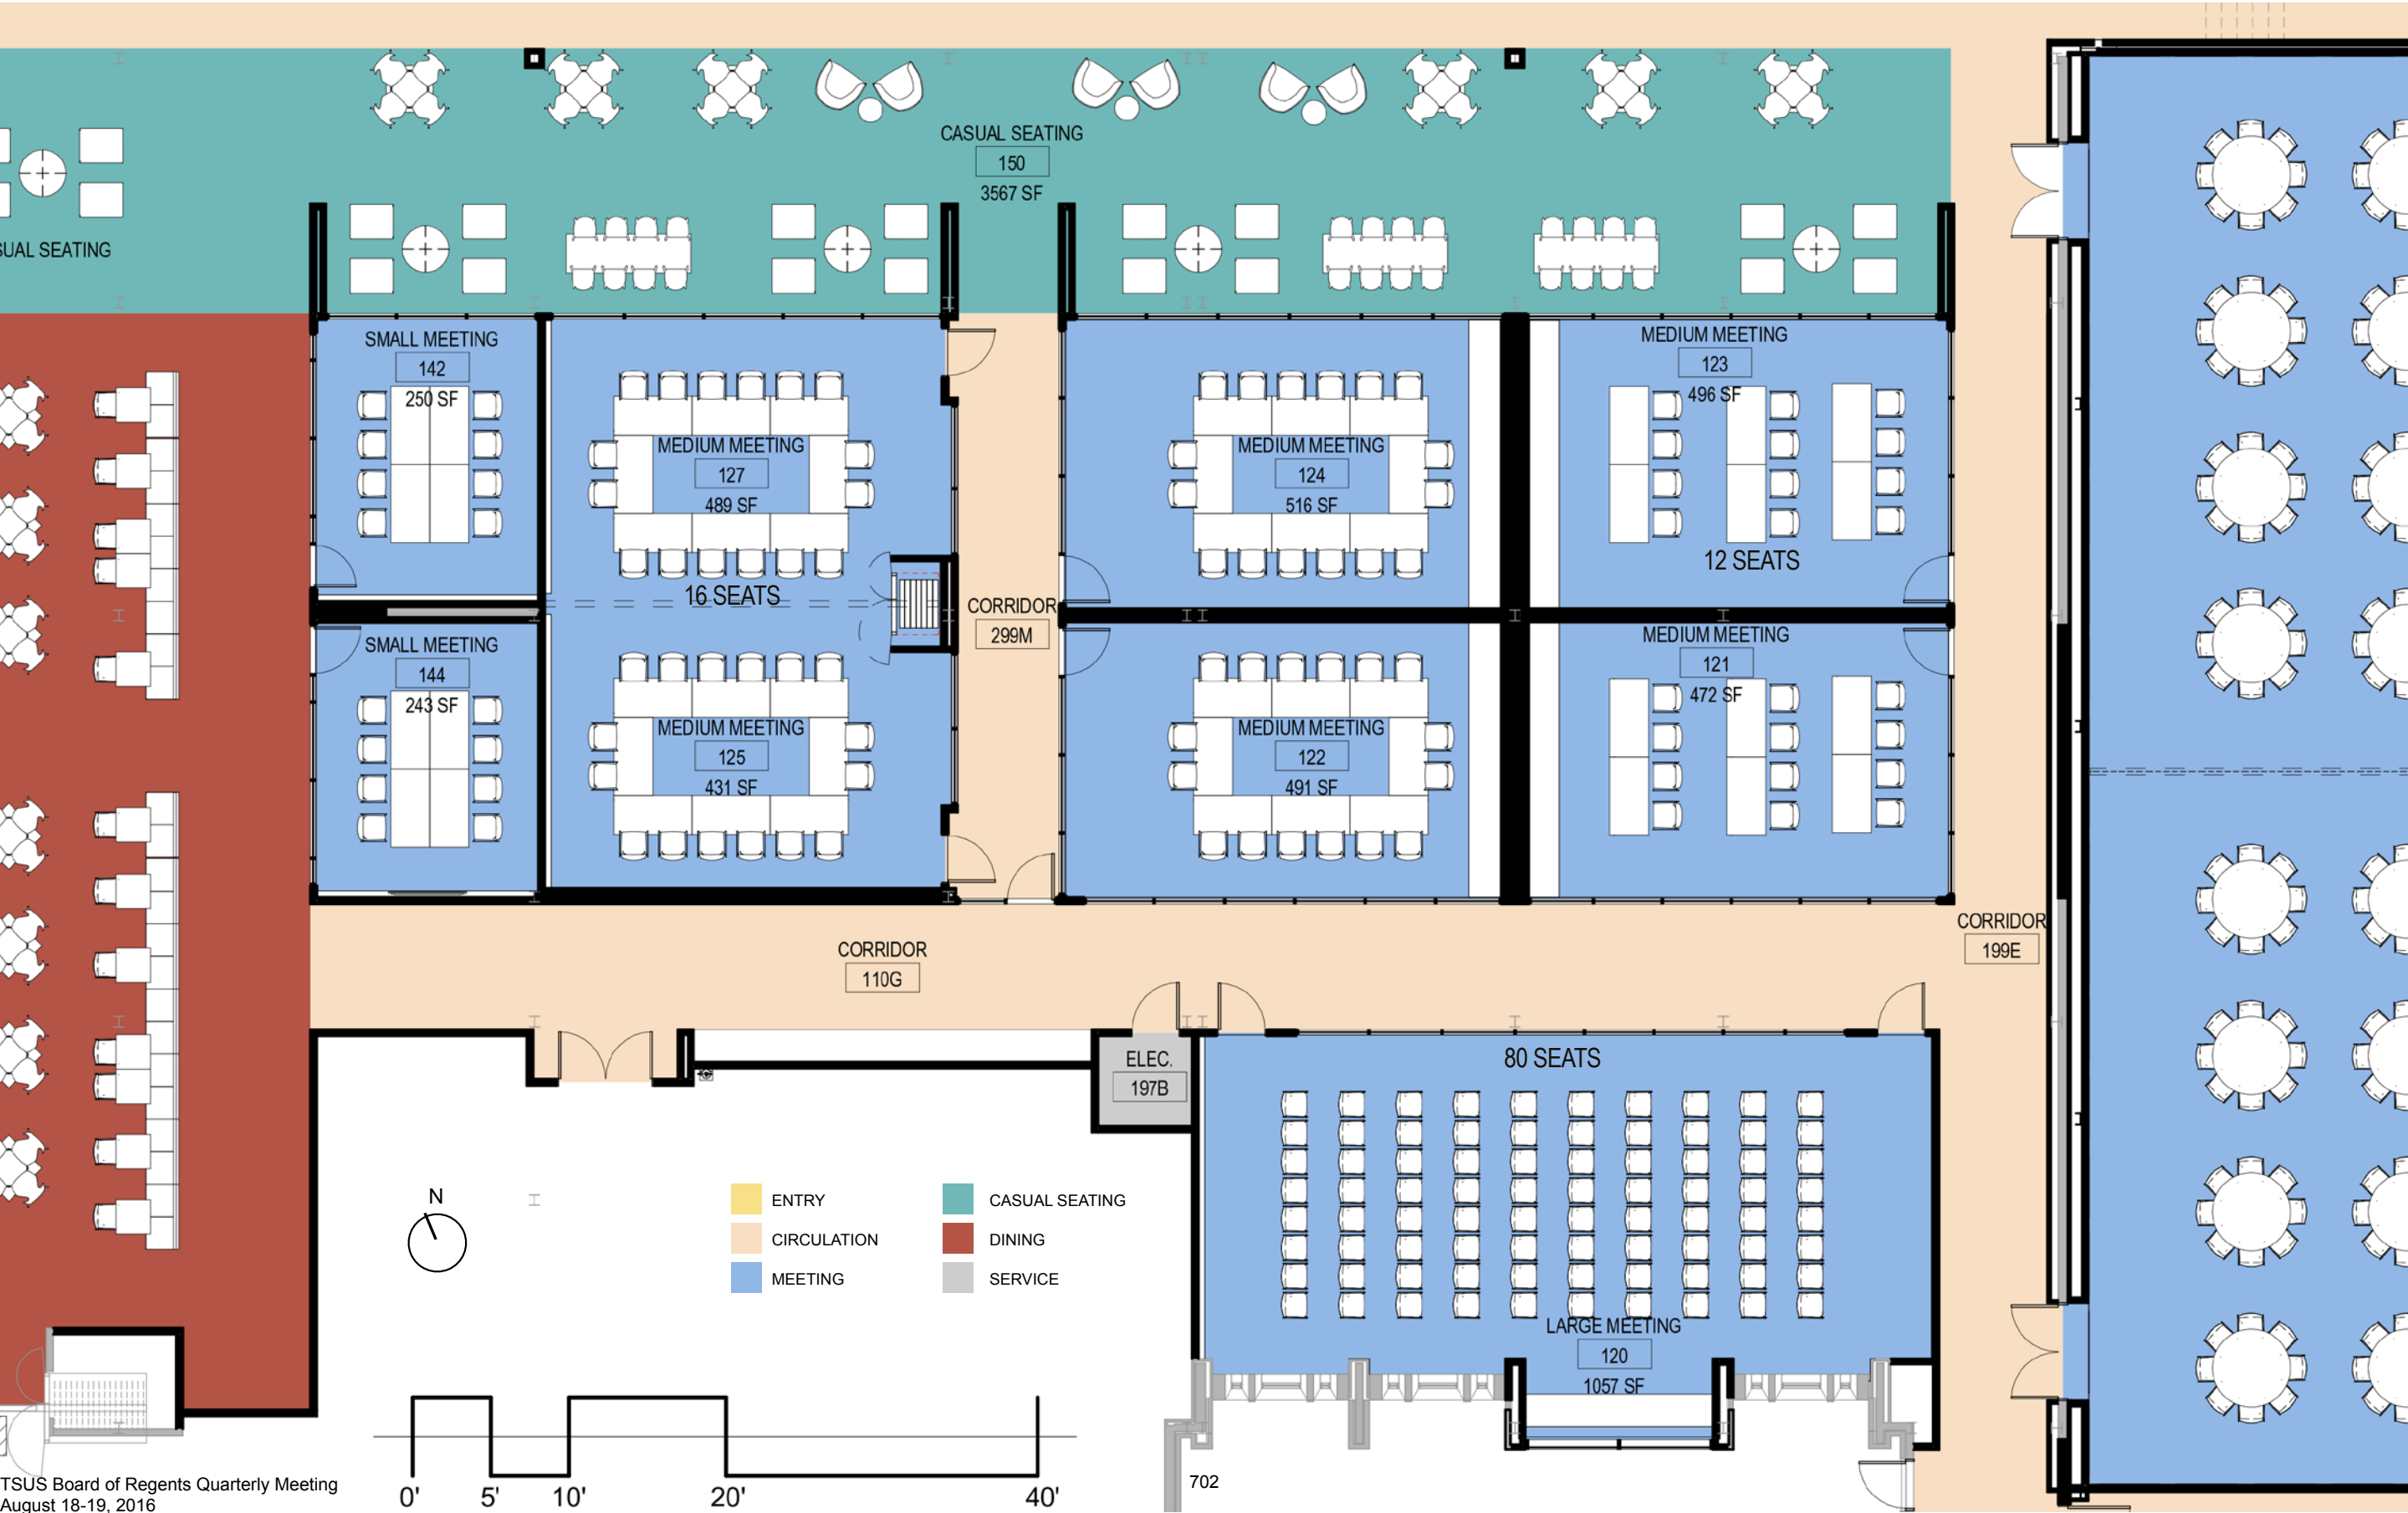 CASUAL SEATING
150
3567 SF
SUAL SEATING
SMALL MEETING
142
250 SF
MEDIUM MEETING
127
489 SF
16 SEATS
MEDIUM MEETING
124
516 SF
MEDIUM MEETING
123
496 SF
12 SEATS
CORRIDOR
299M
SMALL MEETING
144
243 SF
MEDIUM MEETING
125
431 SF
MEDIUM MEETING
122
491 SF
MEDIUM MEETING
121
472 SF
CORRIDOR
110G
CORRIDOR
199E
ELEC.
197B
80 SEATS
LARGE MEETING
120
1057 SF
N
ENTRY
CIRCULATION
MEETING
CASUAL SEATING
DINING
SERVICE
0' 5' 10' 20' 40'
TSUS Board of Regents Quarterly Meeting
August 18-19, 2016
702